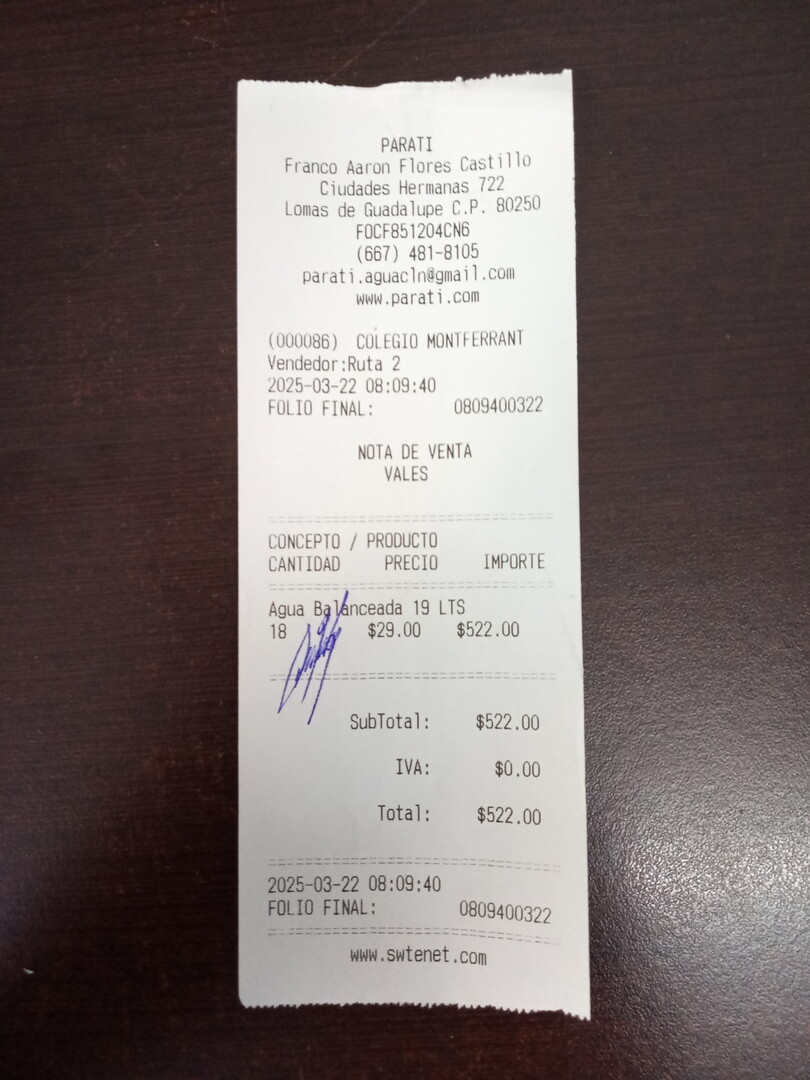 PARATI
Franco Aaron Flores Castillo
Ciudades Hermanas 722
Lomas de Guadalupe C.P. 80250
FOCF851204CN6
(667) 481-8105
parati.aguacln@gmail.com
www.parati.com
(000086) COLEGIO MONTFERRANT
Vendedor:Ruta 2
2025-03-22 08:09:40
FOLIO FINAL: 0809400322
NOTA DE VENTA
VALES
CONCEPTO / PRODUCTO
CANTIDAD PRECIO IMPORTE
Agua Balanceada 19 LTS
18 $29.00 $522.00
SubTotal: $522.00
IVA: $0.00
Total: $522.00
2025-03-22 08:09:40
FOLIO FINAL: 0809400322
www.swtenet.com